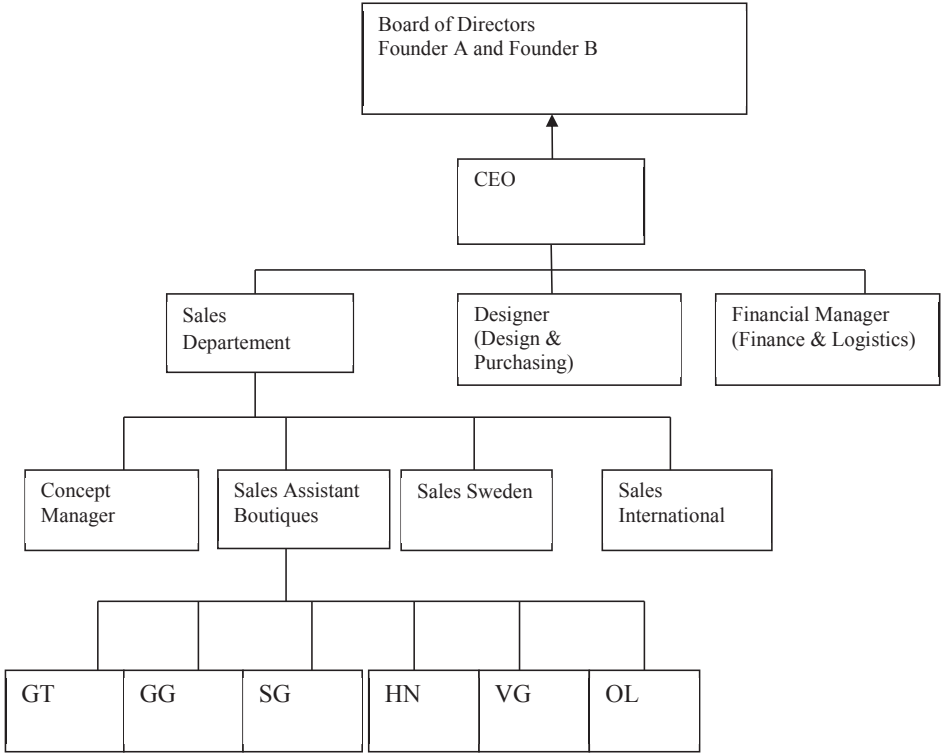 Board of Directors
Founder A and Founder B
CEO
Sales
Departement
Designer
(Design &
Purchasing)
Financial Manager
(Finance & Logistics)
Concept
Manager
Sales Assistant
Boutiques
Sales Sweden
Sales
International
GT
GG
SG
HN
VG
OL